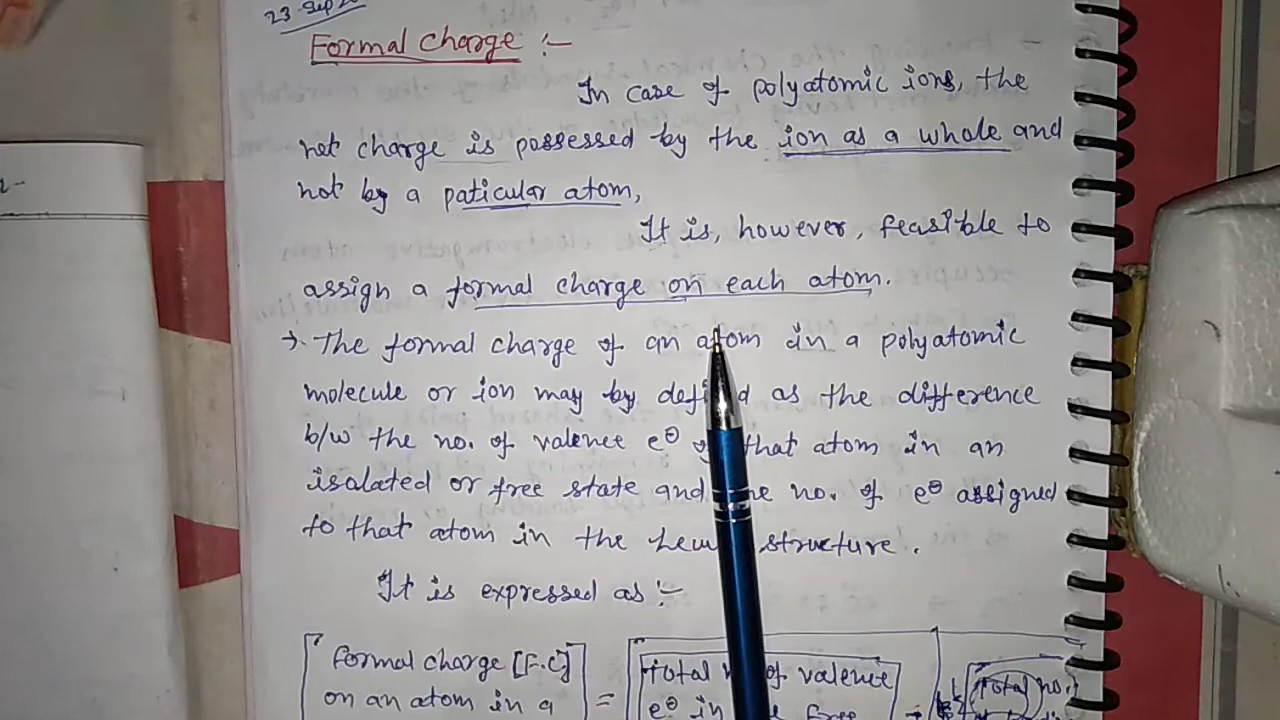 23-Sep
Formal Charge :-
In case of polyatomic ions, the
net charge is possessed by the ion as a whole and
not by a paticular atom,
It is, however, feasible to
assign a formal charge on each atom.
→ The formal charge of an atom in a polyatomic
molecule or ion may by defi d as the difference
b/w the no. of valence e⊖ that atom in an
isalated or free state and no. of e⊖ assigned
to that atom in the Lew structure.
It is expressed as :-
formal charge [F.C] total of valence Total no.
on an atom in a = e⊖ in free -